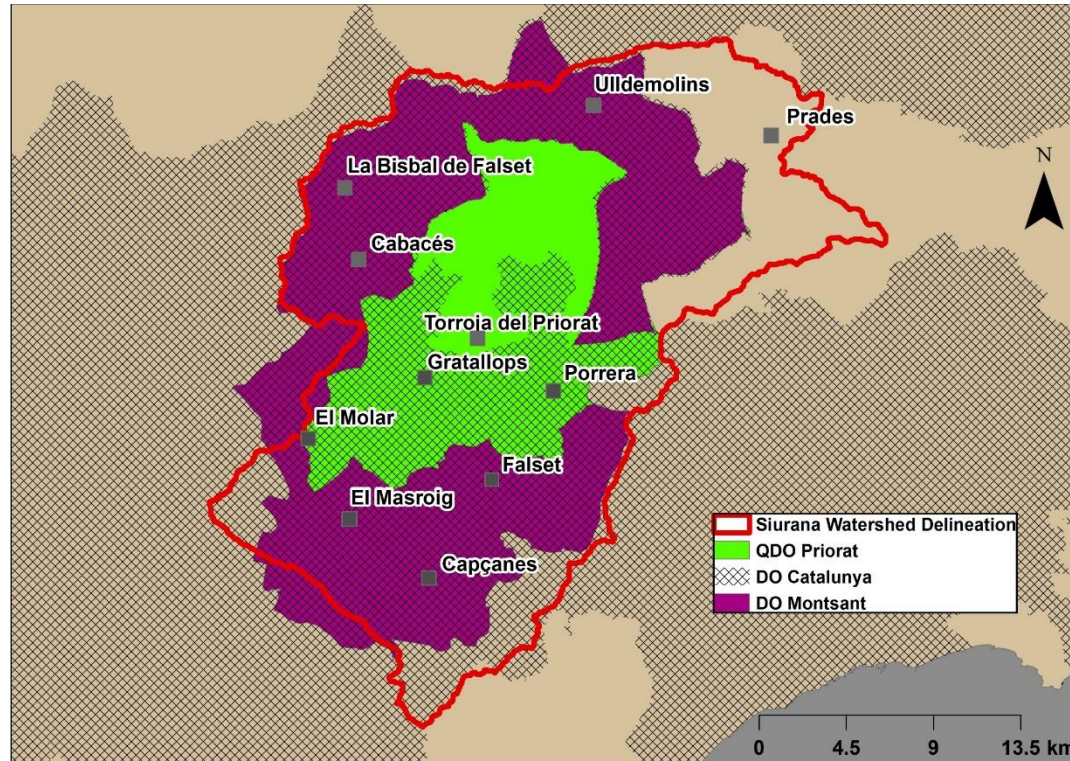 Ulldemolins
Prades
N
La Bisbal de Falset
Cabacés
Torroja del Priorat
Gratallops
Porrera
El Molar
Falset
El Masroig
Capçanes
Siurana Watershed Delineation
QDO Priorat
DO Catalunya
DO Montsant
0 4.5 9 13.5 km